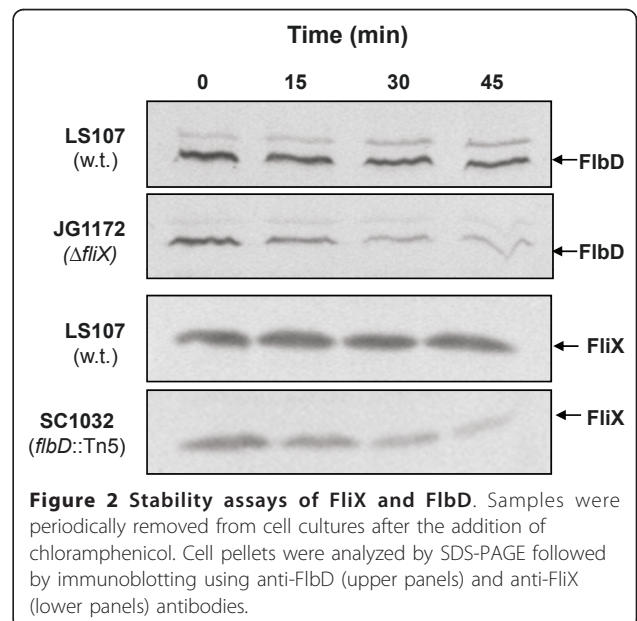 Time (min)
0 15 30 45
LS107
(w.t.)
FlbD
JG1172
(ΔfliX)
FlbD
LS107
(w.t.)
FliX
SC1032
(flbD::Tn5)
FliX
Figure 2 Stability assays of FliX and FlbD. Samples were
periodically removed from cell cultures after the addition of
chloramphenicol. Cell pellets were analyzed by SDS-PAGE followed
by immunoblotting using anti-FlbD (upper panels) and anti-FliX
(lower panels) antibodies.